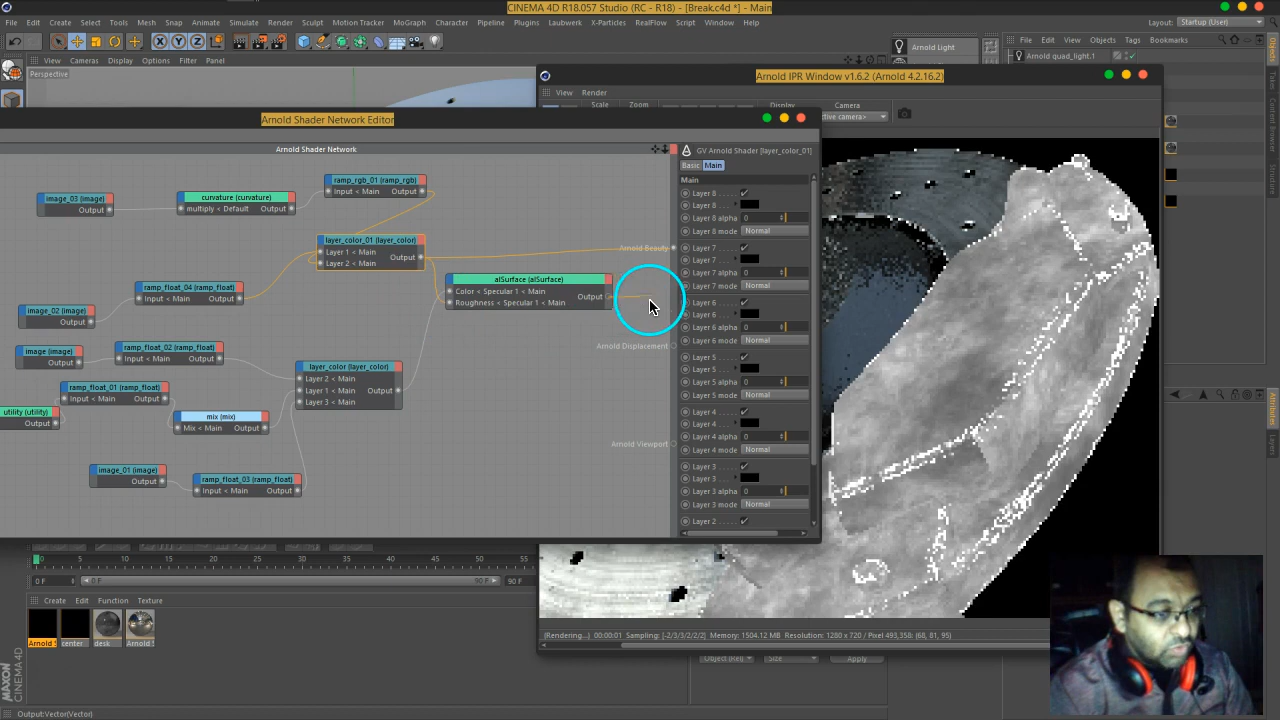 CINEMA 4D R18.057 Studio (RC - R18) - [Break.c4d *] - Main
File Edit Create Select Tools Mesh Snap Animate Simulate Render Sculpt Motion Tracker MoGraph Character Pipeline Plugins Laubwerk X-Particles RealFlow Script Window Help
Layout: Startup (User)
Arnold Light
File Edit View Objects Tags Bookmarks
Arnold quad_light.1
View Cameras Display Options Filter Panel
Perspective
Arnold IPR Window v1.6.2 (Arnold 4.2.16.2)
View Render
Scale Zoom Display Camera
Arnold Shader Network Editor
Arnold Shader Network
GV Arnold Shader [layer_color_01]
Basic Main
Main
Layer 8
Layer 8
Layer 8 alpha 0
Layer 8 mode Normal
Layer 7
Layer 7
Layer 7 alpha 0
Layer 7 mode Normal
Layer 6
Layer 6
Layer 6 alpha 0
Layer 6 mode Normal
Layer 5
Layer 5
Layer 5 alpha 0
Layer 5 mode Normal
Layer 4
Layer 4
Layer 4 alpha 0
Layer 4 mode Normal
Layer 3
Layer 3
Layer 3 alpha 0
Layer 3 mode Normal
Layer 2
ramp_rgb_01 (ramp_rgb)
Input < Main Output
image_03 (image)
Output
curvature (curvature)
multiply < Default Output
layer_color_01 (layer_color)
Layer 1 < Main
Layer 2 < Main
Output
Arnold Beauty
alSurface (alSurface)
Color < Specular 1 < Main
Roughness < Specular 1 < Main
Output
ramp_float_04 (ramp_float)
Input < Main Output
image_02 (image)
Output
Arnold Displacement
image (image)
Output
ramp_float_02 (ramp_float)
Input < Main Output
layer_color (layer_color)
Layer 2 < Main
Layer 1 < Main
Layer 3 < Main
Output
ramp_float_01 (ramp_float)
Input < Main Output
utility (utility)
Output
mix (mix)
Mix < Main Output
Arnold Viewport
image_01 (image)
Output
ramp_float_03 (ramp_float)
Input < Main Output
5 10 15 20 25 30 35 40 45 50 55
0 F 0 F 90 F 90 F
Create Edit Function Texture
Arnold S center desk Arnold S
[Rendering...] 00:00:01 Sampling: [-2/3/3/2/2/2] Memory: 1504.12 MB Resolution: 1280 x 720 / Pixel 493,358: (68, 81, 95)
Object (Rel) Size Apply
MAXON
CINEMA 4D
Output:Vector(Vector)
Objects
Content Browser
Structure
Attributes
Layers